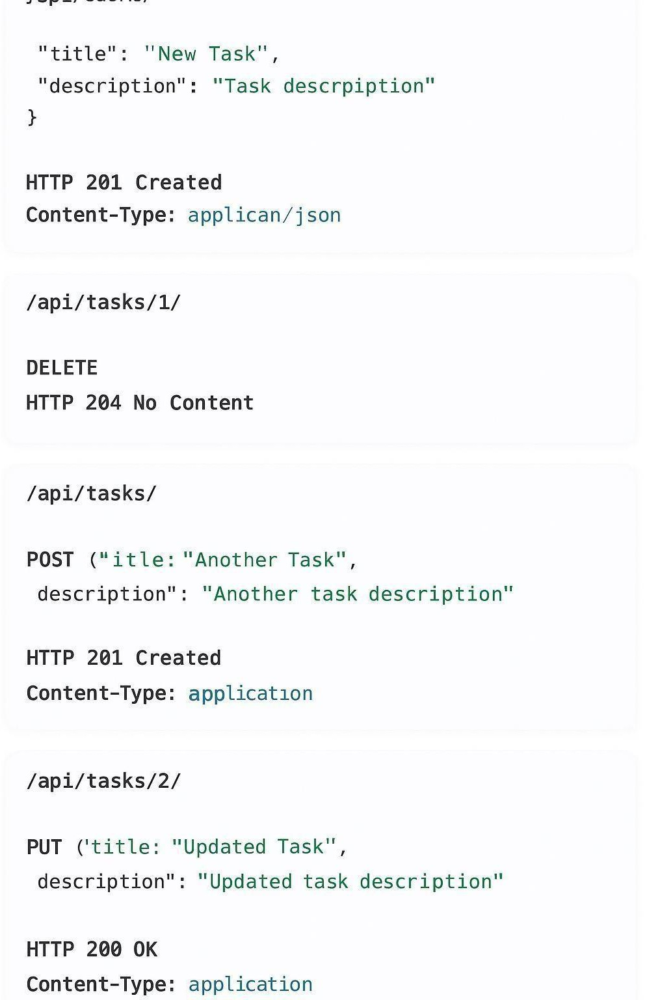 "title": "New Task",
"description": "Task descrpiption"
}
HTTP 201 Created
Content-Type: applican/json
/api/tasks/1/
DELETE
HTTP 204 No Content
/api/tasks/
POST ("itle: "Another Task",
description": "Another task description"
HTTP 201 Created
Content-Type: application
/api/tasks/2/
PUT ('title: "Updated Task",
description": "Updated task description"
HTTP 200 OK
Content-Type: application